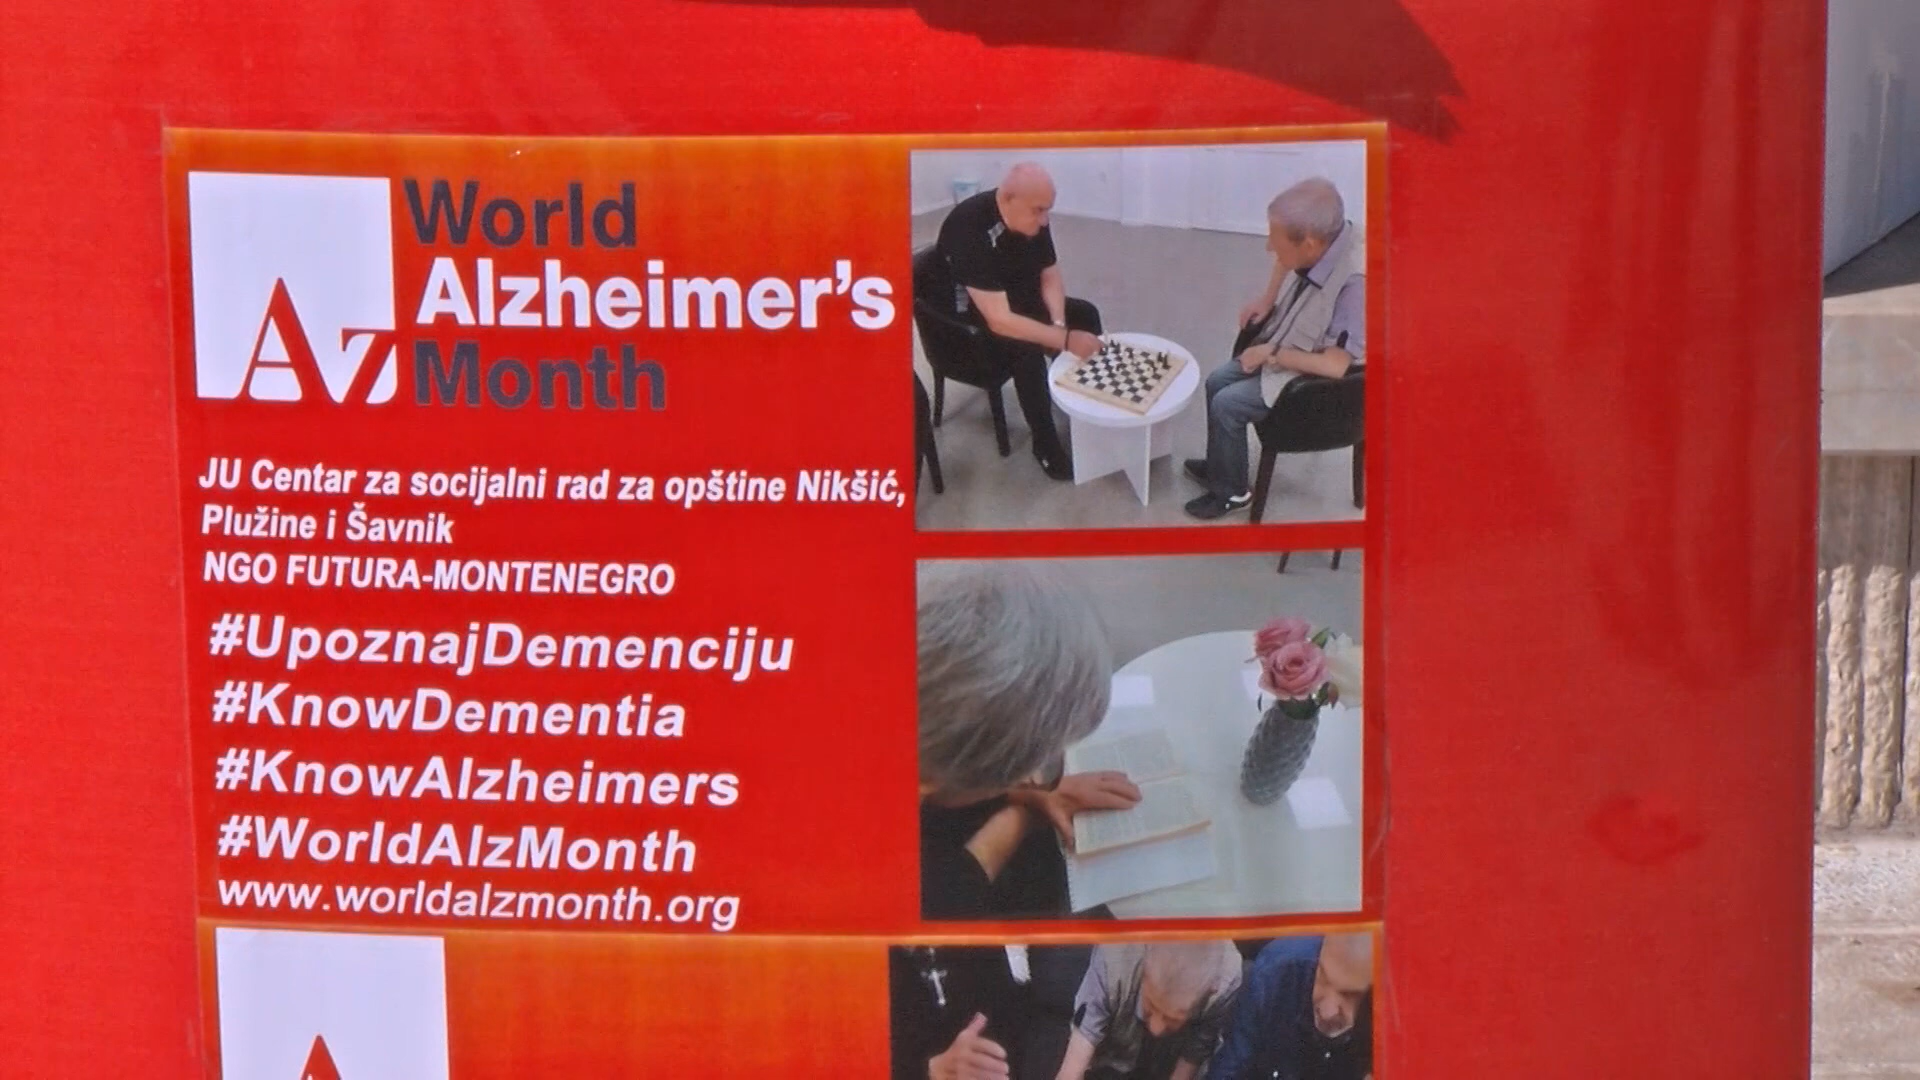 Az
World
Alzheimer's
Month
JU Centar za socijalni rad za opštine Nikšić,
Plužine i Šavnik
NGO FUTURA-MONTENEGRO
#UpoznajDemenciju
#KnowDementia
#KnowAlzheimers
#WorldAlzMonth
www.worldalzmonth.org